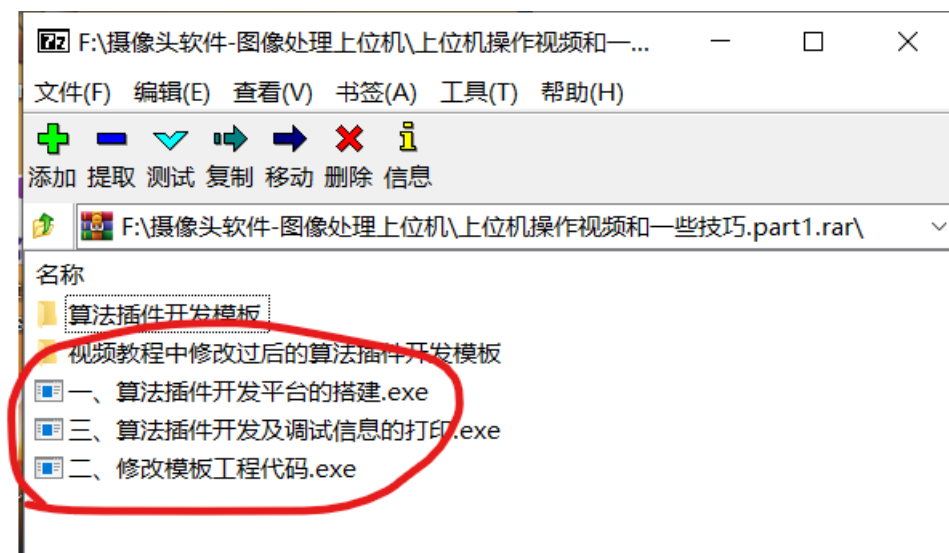 F:\摄像头软件-图像处理上位机\上位机操作视频和一...
文件(F) 编辑(E) 查看(V) 书签(A) 工具(T) 帮助(H)
添加 提取 测试 复制 移动 删除 信息
F:\摄像头软件-图像处理上位机\上位机操作视频和一些技巧.part1.rar\
名称
算法插件开发模板
视频教程中修改过后的算法插件开发模板
一、算法插件开发平台的搭建.exe
三、算法插件开发及调试信息的打印.exe
二、修改模板工程代码.exe